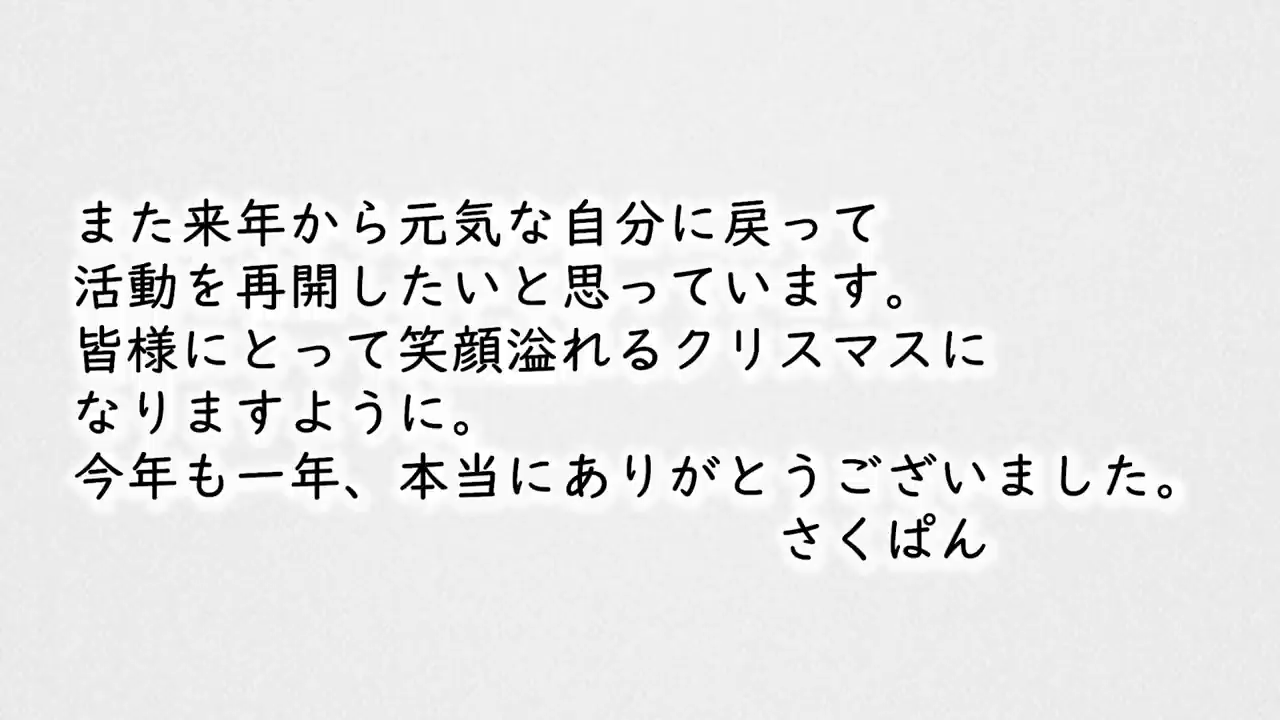 また来年から元気な自分に戻って
活動を再開したいと思っています。
皆様にとって笑顔溢れるクリスマスに
なりますように。
今年も一年、本当にありがとうございました。
さくぱん